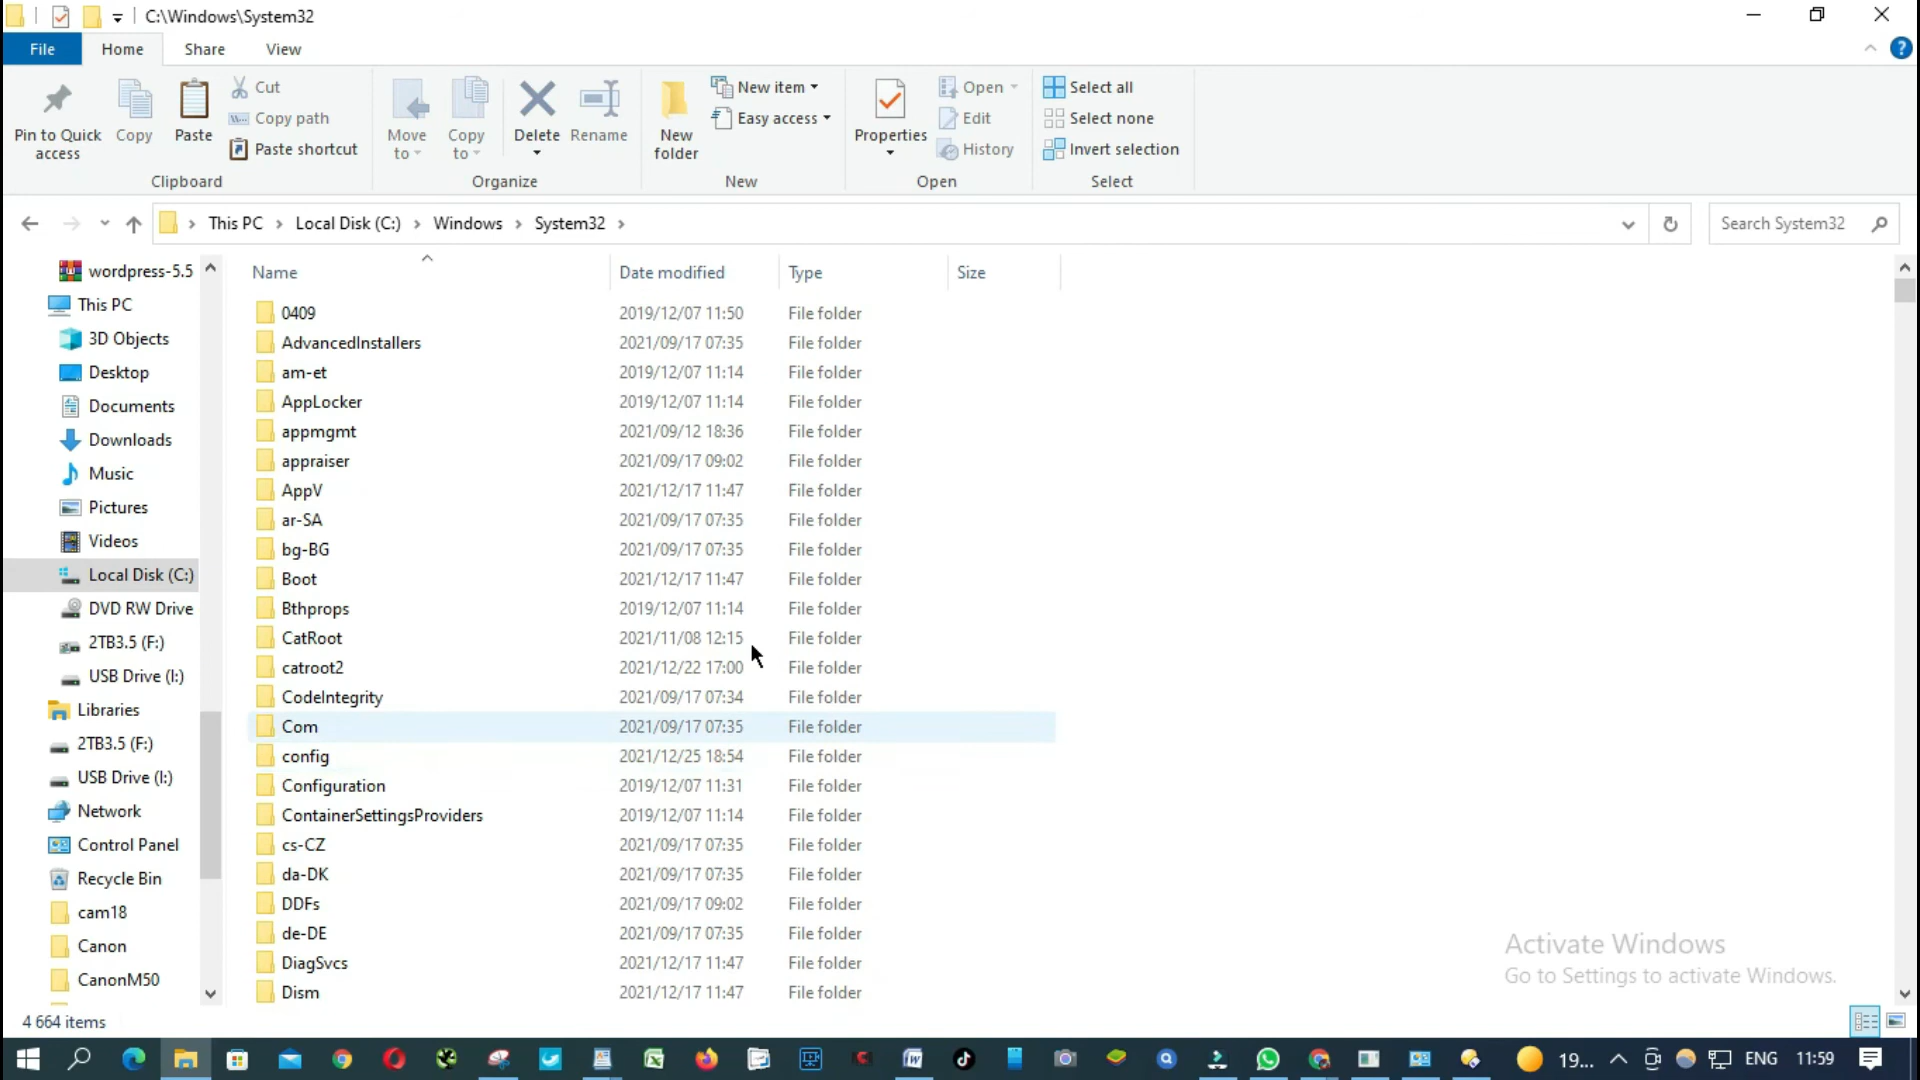 C:\Windows\System32
File Home Share View
Pin to Quick access
Copy
Paste
Cut
Copy path
Paste shortcut
Clipboard
Move to
Copy to
Delete
Rename
Organize
New folder
New item
Easy access
New
Properties
Open
Edit
History
Open
Select all
Select none
Invert selection
Select
This PC > Local Disk (C:) > Windows > System32 >
Search System32
wordpress-5.5
This PC
3D Objects
Desktop
Documents
Downloads
Music
Pictures
Videos
Local Disk (C:)
DVD RW Drive
2TB3.5 (F:)
USB Drive (I:)
Libraries
2TB3.5 (F:)
USB Drive (I:)
Network
Control Panel
Recycle Bin
cam18
Canon
CanonM50
Name Date modified Type Size
0409 2019/12/07 11:50 File folder
AdvancedInstallers 2021/09/17 07:35 File folder
am-et 2019/12/07 11:14 File folder
AppLocker 2019/12/07 11:14 File folder
appmgmt 2021/09/12 18:36 File folder
appraiser 2021/09/17 09:02 File folder
AppV 2021/12/17 11:47 File folder
ar-SA 2021/09/17 07:35 File folder
bg-BG 2021/09/17 07:35 File folder
Boot 2021/12/17 11:47 File folder
Bthprops 2019/12/07 11:14 File folder
CatRoot 2021/11/08 12:15 File folder
catroot2 2021/12/22 17:00 File folder
CodeIntegrity 2021/09/17 07:34 File folder
Com 2021/09/17 07:35 File folder
config 2021/12/25 18:54 File folder
Configuration 2019/12/07 11:31 File folder
ContainerSettingsProviders 2019/12/07 11:14 File folder
cs-CZ 2021/09/17 07:35 File folder
da-DK 2021/09/17 07:35 File folder
DDFs 2021/09/17 09:02 File folder
de-DE 2021/09/17 07:35 File folder
DiagSvcs 2021/12/17 11:47 File folder
Dism 2021/12/17 11:47 File folder
Activate Windows
Go to Settings to activate Windows.
4 664 items
19... ENG 11:59